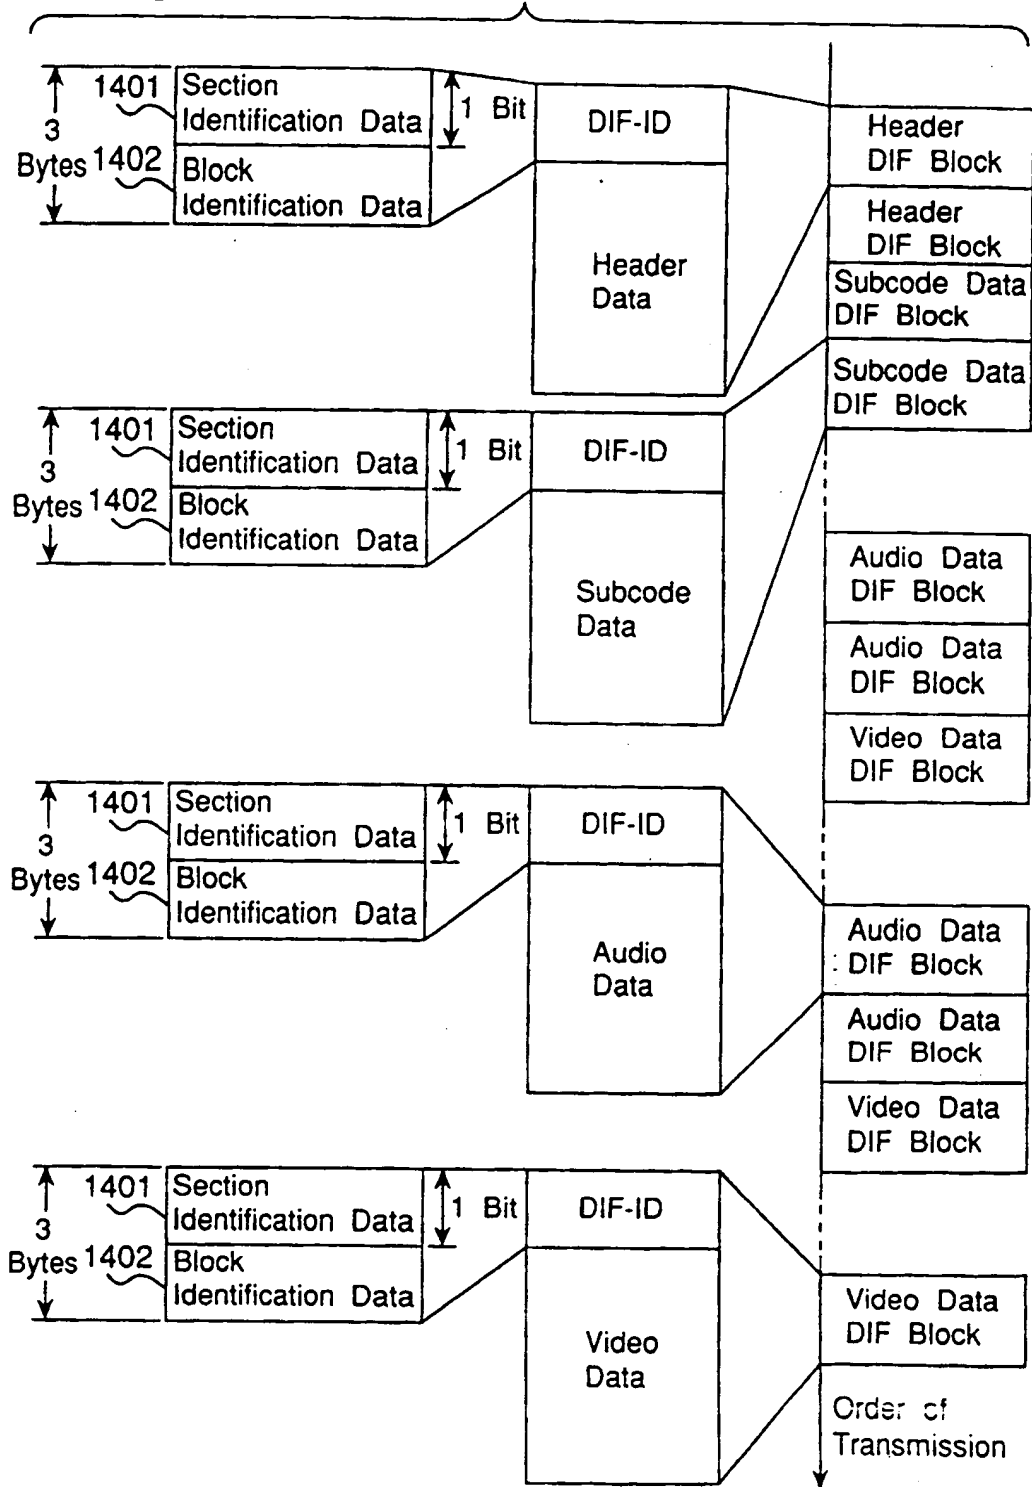 1401
Section
Identification Data
3
Bytes
1402
Block
Identification Data
1 Bit
DIF-ID
Header
Data
Header
DIF Block
Header
DIF Block
Subcode Data
DIF Block
Subcode Data
DIF Block
1401
Section
Identification Data
3
Bytes
1402
Block
Identification Data
1 Bit
DIF-ID
Subcode
Data
Audio Data
DIF Block
Audio Data
DIF Block
Video Data
DIF Block
1401
Section
Identification Data
3
Bytes
1402
Block
Identification Data
1 Bit
DIF-ID
Audio
Data
Audio Data
DIF Block
Audio Data
DIF Block
Video Data
DIF Block
1401
Section
Identification Data
3
Bytes
1402
Block
Identification Data
1 Bit
DIF-ID
Video
Data
Video Data
DIF Block
Order of
Transmission